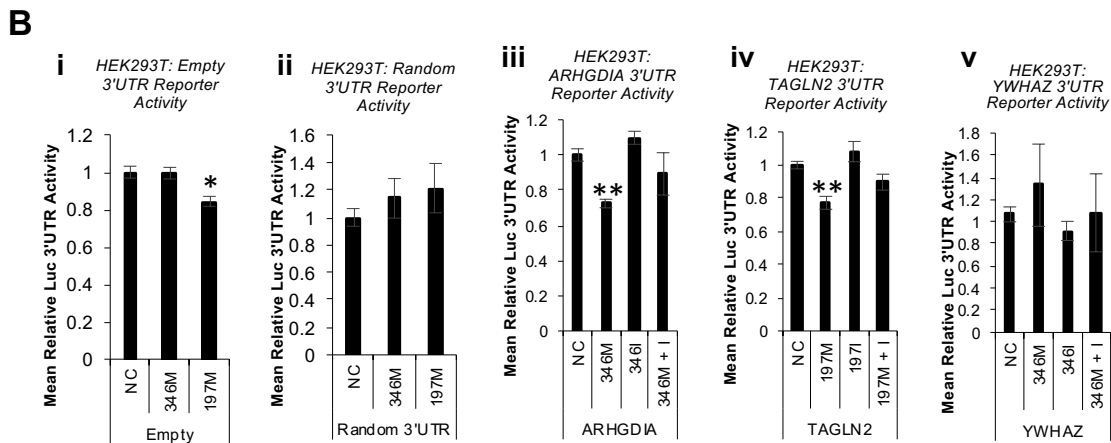 B
i
HEK293T: Empty
3'UTR Reporter
Activity
Mean Relative Luc 3'UTR Activity
1.2
1
0.8
0.6
0.4
0.2
0
*
NC
346M
197M
Empty
ii
HEK293T: Random
3'UTR Reporter
Activity
Mean Relative Luc 3'UTR Activity
1.6
1.4
1.2
1.0
0.8
0.6
0.4
0.2
0.0
NC
346M
197M
Random 3'UTR
iii
HEK293T:
ARHGDIA 3'UTR
Reporter Activity
Mean Relative Luc 3'UTR Activity
1.2
1
0.8
0.6
0.4
0.2
0
**
NC
346M
346I
346M + I
ARHGDIA
iv
HEK293T:
TAGLN2 3'UTR
Reporter Activity
Mean Relative Luc 3'UTR Activity
1.2
1
0.8
0.6
0.4
0.2
0
**
NC
197M
197I
197M + I
TAGLN2
v
HEK293T:
YWHAZ 3'UTR
Reporter Activity
Mean Relative Luc 3'UTR Activity
1.8
1.6
1.4
1.2
1.0
0.8
0.6
0.4
0.2
0.0
NC
346M
346I
346M + I
YWHAZ